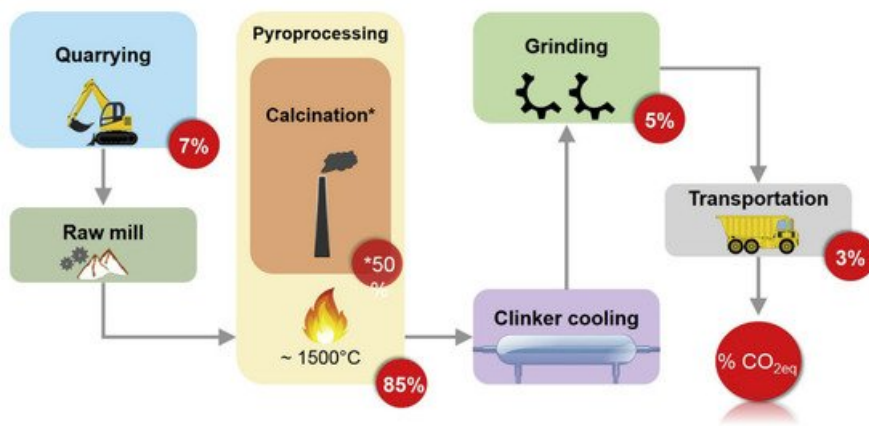 Quarrying
7%
Raw mill
Pyroprocessing
Calcination*
*50
%
~ 1500°C
85%
Clinker cooling
Grinding
5%
Transportation
3%
% CO2eq